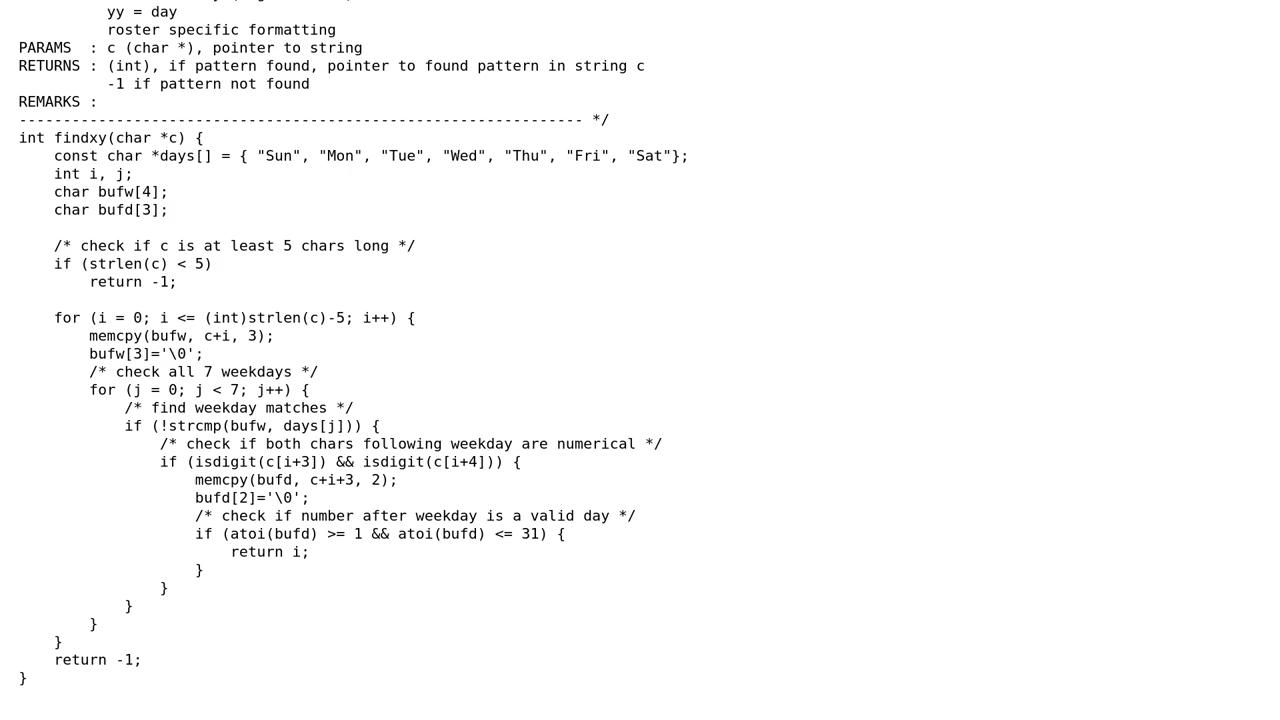 yy = day
roster specific formatting
PARAMS  : c (char *), pointer to string
RETURNS : (int), if pattern found, pointer to found pattern in string c
          -1 if pattern not found
REMARKS :
---------------------------------------------------------------- */
int findxy(char *c) {
    const char *days[] = { "Sun", "Mon", "Tue", "Wed", "Thu", "Fri", "Sat"};
    int i, j;
    char bufw[4];
    char bufd[3];

    /* check if c is at least 5 chars long */
    if (strlen(c) < 5)
        return -1;

    for (i = 0; i <= (int)strlen(c)-5; i++) {
        memcpy(bufw, c+i, 3);
        bufw[3]='\0';
        /* check all 7 weekdays */
        for (j = 0; j < 7; j++) {
            /* find weekday matches */
            if (!strcmp(bufw, days[j])) {
                /* check if both chars following weekday are numerical */
                if (isdigit(c[i+3]) && isdigit(c[i+4])) {
                    memcpy(bufd, c+i+3, 2);
                    bufd[2]='\0';
                    /* check if number after weekday is a valid day */
                    if (atoi(bufd) >= 1 && atoi(bufd) <= 31) {
                        return i;
                    }
                }
            }
        }
    }
    return -1;
}